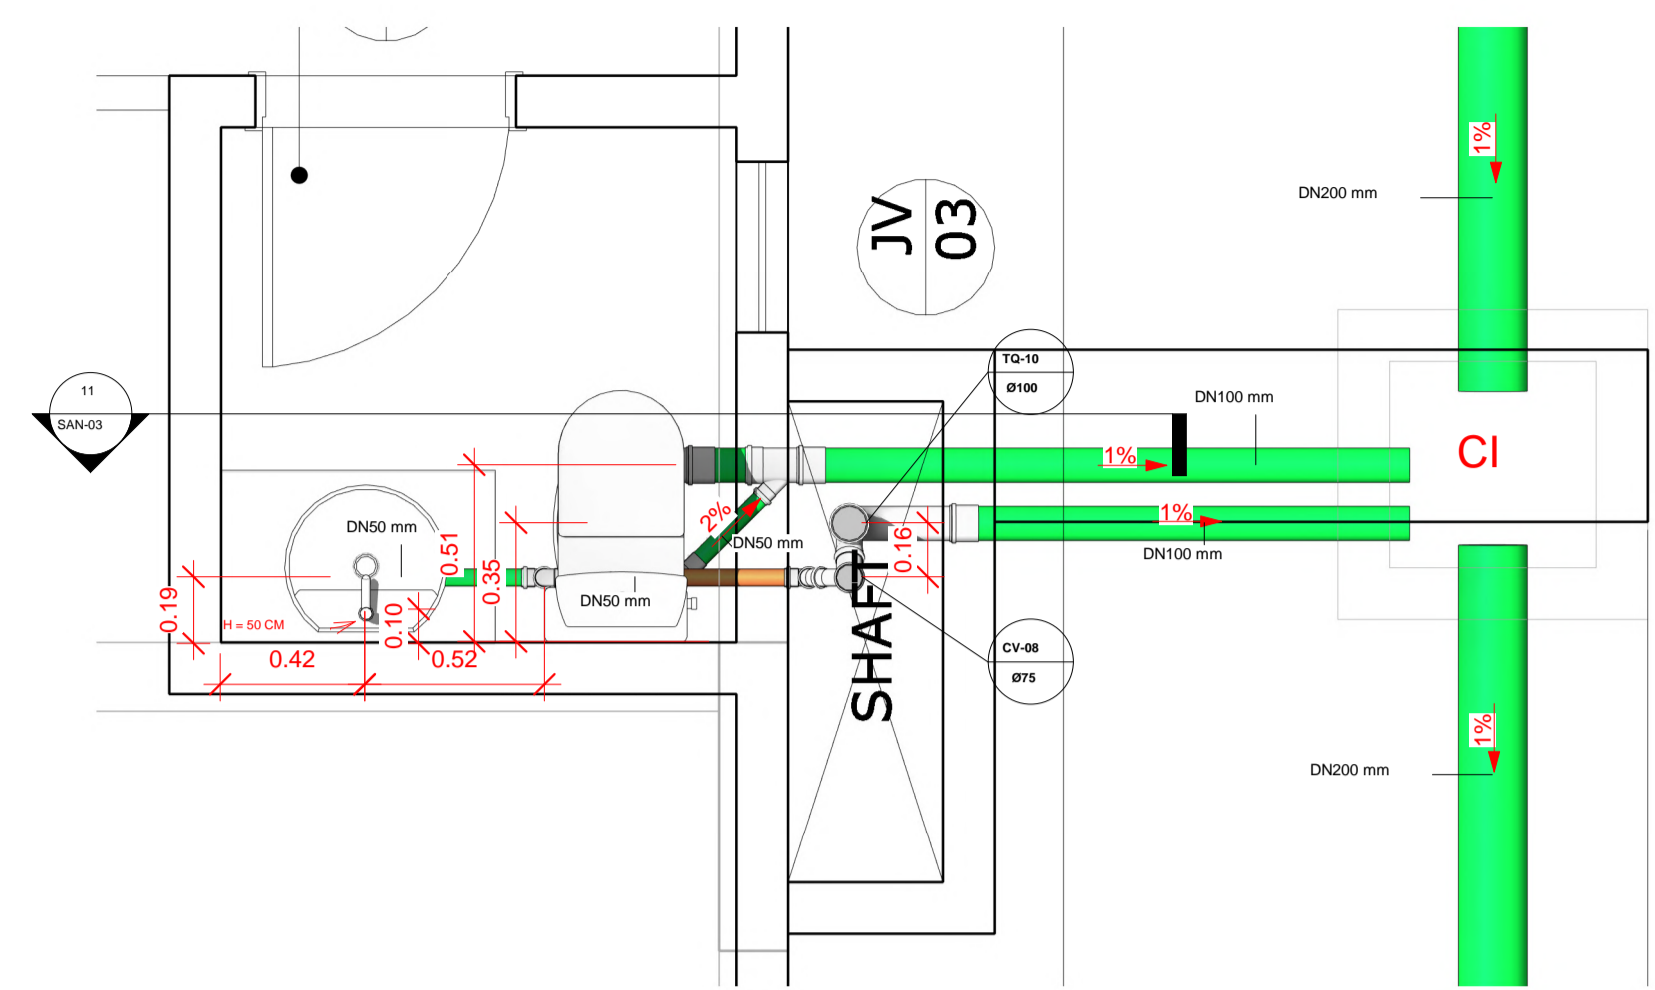 1%
DN200 mm
JV
03
TQ-10
Ø100
11
SAN-03
DN100 mm
CI
1%
1%
DN100 mm
2%
DN50 mm
DN50 mm
0.51
0.35
0.16
DN50 mm
0.19
H = 50 CM
0.10
0.42
0.52
SHAFT
CV-08
Ø75
1%
DN200 mm